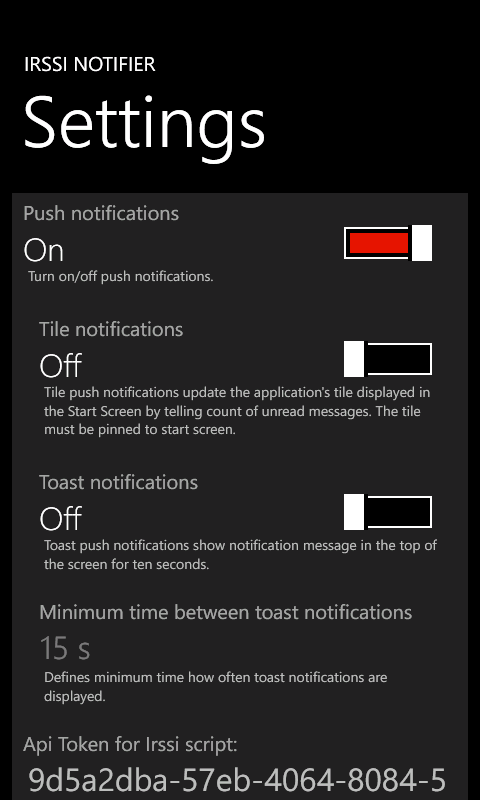 IRSSI NOTIFIER
Settings
Push notifications
On
Turn on/off push notifications.
Tile notifications
Off
Tile push notifications update the application's tile displayed in
the Start Screen by telling count of unread messages. The tile
must be pinned to start screen.
Toast notifications
Off
Toast push notifications show notification message in the top of
the screen for ten seconds.
Minimum time between toast notifications
15 s
Defines minimum time how often toast notifications are
displayed.
Api Token for Irssi script:
9d5a2dba-57eb-4064-8084-5